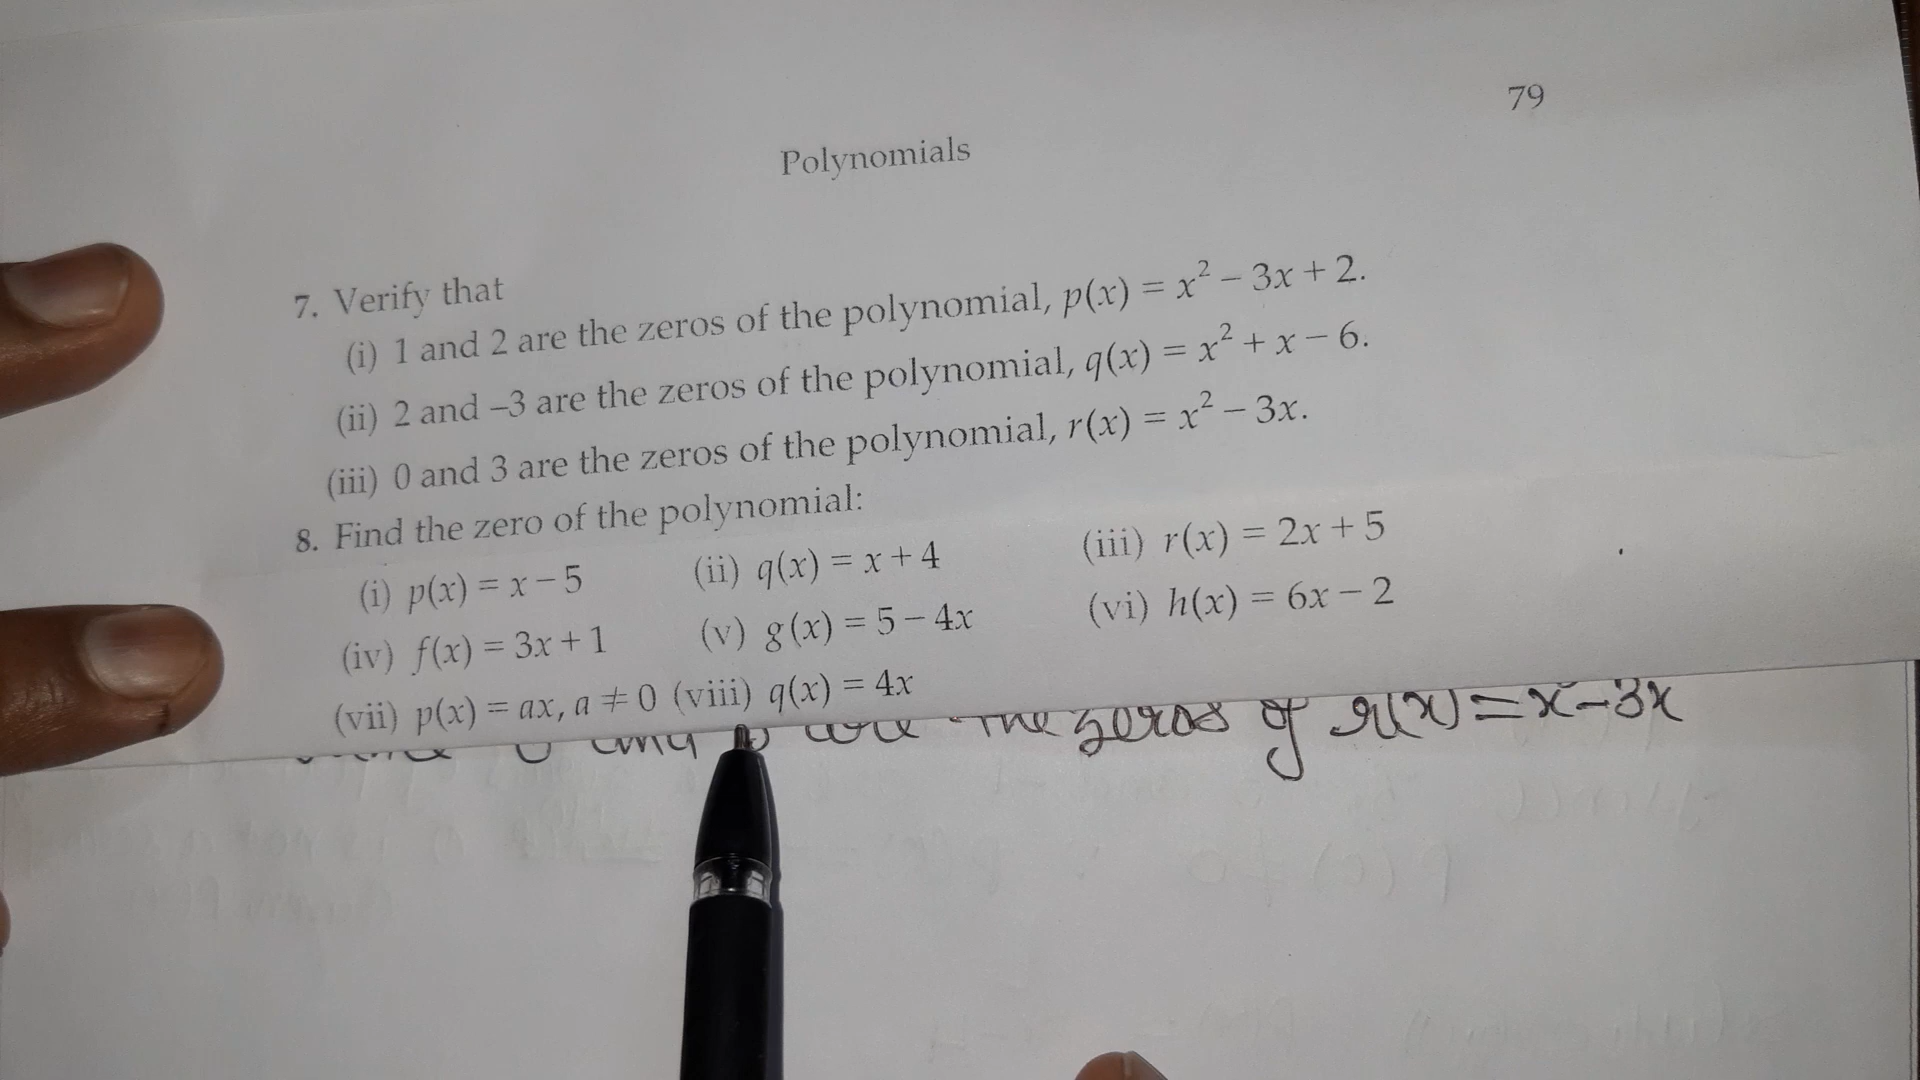 79
Polynomials
7. Verify that
(i) 1 and 2 are the zeros of the polynomial, p(x) = x² – 3x + 2.
(ii) 2 and –3 are the zeros of the polynomial, q(x) = x² + x – 6.
(iii) 0 and 3 are the zeros of the polynomial, r(x) = x² – 3x.
8. Find the zero of the polynomial:
(i) p(x) = x – 5 (ii) q(x) = x + 4 (iii) r(x) = 2x + 5
(iv) f(x) = 3x + 1 (v) g(x) = 5 – 4x (vi) h(x) = 6x – 2
(vii) p(x) = ax, a ≠ 0 (viii) q(x) = 4x
are the zeros of r(x) = x² – 3x